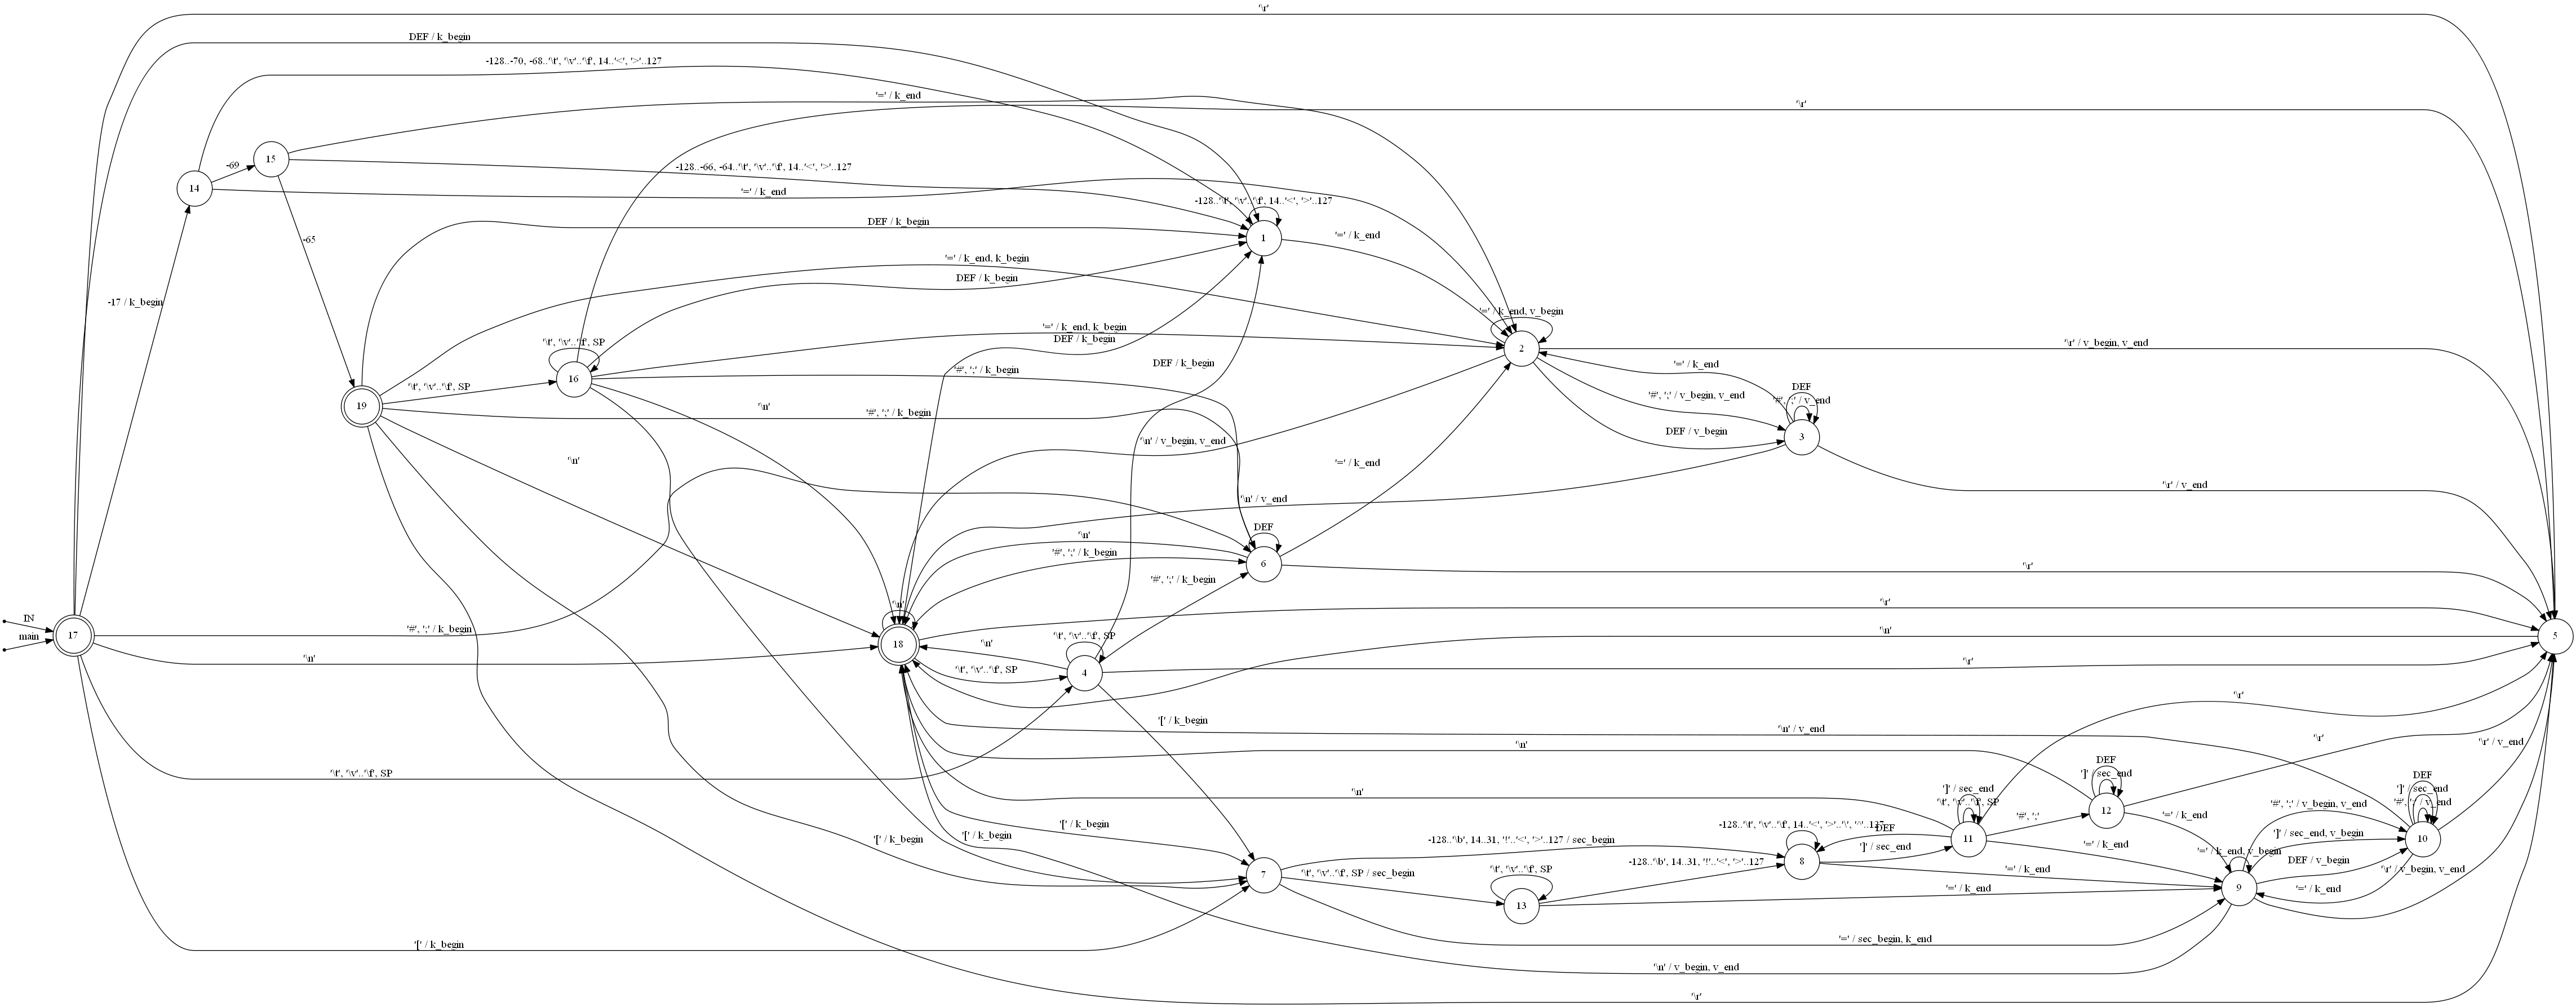 '\r'
DEF / k_begin
-128..-70, -68..'\t', '\v'..'\f', 14..'<', '>'..127
'=' / k_end
'\r'
15
-69
-128..-66, -64..'\t', '\v'..'\f', 14..'<', '>'..127
14
'=' / k_end
-128..'\t', '\v'..'\f', 14..'<', '>'..127
DEF / k_begin
-65
1
'=' / k_end
'=' / k_end, k_begin
DEF / k_begin
-17 / k_begin
'=' / k_end, v_begin
'=' / k_end, k_begin
DEF / k_begin
'\t', '\v'..'\f', SP
'\r' / v_begin, v_end
2
DEF / k_begin
'=' / k_end
'#', ';' / k_begin
16
'\t', '\v'..'\f', SP
DEF
'#', ';' / v_begin, v_end
'#', ';' / v_end
19
'\n'
'#', ';' / k_begin
DEF / v_begin
3
'\n' / v_begin, v_end
'\n'
'=' / k_end
'\r' / v_end
'\n' / v_end
DEF
'\n'
'#', ';' / k_begin
6
'\r'
'#', ';' / k_begin
'\n'
'\r'
IN
main
17
'#', ';' / k_begin
'\n'
5
'\t', '\v'..'\f', SP
18
'\n'
'\n'
'\r'
'\t', '\v'..'\f', SP
4
'[' / k_begin
'\n' / v_end
'\r'
'\n'
'\r'
'\r' / v_end
'\t', '\v'..'\f', SP
DEF
']' / sec_end
DEF
']' / sec_end
'#', ';' / v_end
']' / sec_end
'\t', '\v'..'\f', SP
'\n'
'#', ';' / v_begin, v_end
12
'#', ';'
'=' / k_end
'[' / k_begin
-128..'\t', '\v'..'\f', 14..'<', '>'..'\', '^'..127
DEF
']' / sec_end, v_begin
'[' / k_begin
'[' / k_begin
-128..'\b', 14..31, '!'..'<', '>'..127 / sec_begin
11
10
']' / sec_end
'=' / k_end
'=' / k_end, v_begin
DEF / v_begin
-128..'\b', 14..31, '!'..'<', '>'..127
8
'\t', '\v'..'\f', SP / sec_begin
'\t', '\v'..'\f', SP
'=' / k_end
'\r' / v_begin, v_end
7
9
'=' / k_end
'=' / k_end
13
'[' / k_begin
'=' / sec_begin, k_end
'\n' / v_begin, v_end
'\r'